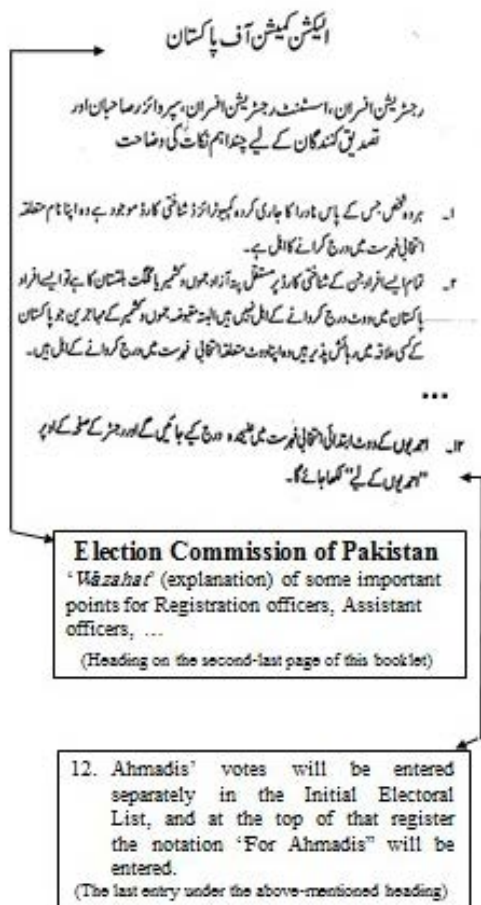 الیکشن کمیشن آف پاکستان
رجسٹریشن افسران، اسسٹنٹ رجسٹریشن افسران، سپروائزر صاحبان اور
تصدیق کنندگان کے لیے چند اہم نکات کی وضاحت
۱۔ ہر وہ شخص جس کے پاس نادرا کا جاری کردہ کمپیوٹرائزڈ شناختی کارڈ موجود ہے وہ اپنا نام متعلقہ
انتخابی فہرست میں درج کرانے کا اہل ہے۔
۲۔ تمام ایسے افراد جن کے شناختی کارڈ پر مستقل پتہ آزاد جموں و کشمیر یا گلگت بلتستان کا ہے تو ایسے افراد
پاکستان میں ووٹ درج کروانے کے اہل نہیں ہیں البتہ مقبوضہ جموں و کشمیر کے مہاجرین جو پاکستان
کے کسی علاقہ میں رہائش پذیر ہیں وہ اپنا ووٹ متعلقہ انتخابی فہرست میں درج کروانے کے اہل ہیں۔
...
۱۲۔ احمدیوں کے ووٹ ابتدائی انتخابی فہرست میں علیحدہ درج کیے جائیں گے اور رجسٹر کے صفحہ کے اوپر
"احمدیوں کے لیے" لکھا جائے گا۔
Election Commission of Pakistan
‘Wāzahat’ (explanation) of some important
points for Registration officers, Assistant
officers, …
(Heading on the second-last page of this booklet)
12. Ahmadis’ votes will be entered
separately in the Initial Electoral
List, and at the top of that register
the notation ‘For Ahmadis” will be
entered.
(The last entry under the above-mentioned heading)